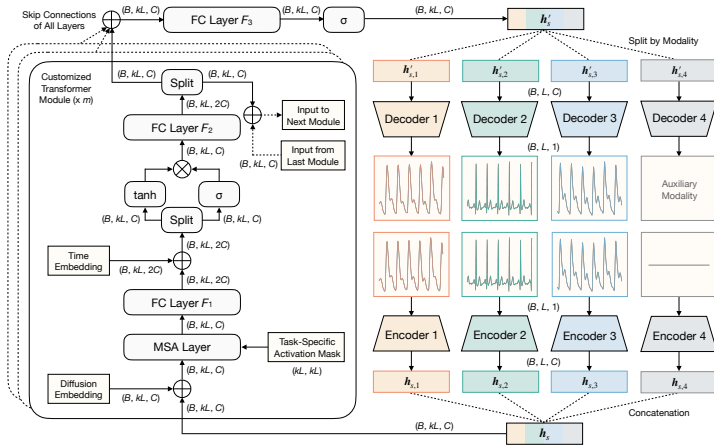 Skip Connections
of All Layers
(B, kL, C)
FC Layer F3
(B, kL, C)
σ
(B, kL, C)
h′s
Split by Modality
(B, kL, C)
(B, kL, C)
Customized
Transformer
Module (x m)
Split
(B, kL, 2C)
Input to
Next Module
FC Layer F2
(B, kL, C)
Input from
Last Module
(B, kL, C)
tanh
σ
(B, kL, C)
(B, kL, C)
Split
(B, kL, 2C)
Time
Embedding
(B, kL, 2C)
(B, kL, 2C)
FC Layer F1
(B, kL, C)
MSA Layer
Task-Specific
Activation Mask
(kL, kL)
(B, kL, C)
Diffusion
Embedding
(B, kL, C)
(B, kL, C)
h′s,1
h′s,2
h′s,3
h′s,4
(B, L, C)
Decoder 1
Decoder 2
Decoder 3
Decoder 4
(B, L, 1)
Auxiliary
Modality
(B, L, 1)
Encoder 1
Encoder 2
Encoder 3
Encoder 4
(B, L, C)
hs,1
hs,2
hs,3
hs,4
Concatenation
(B, kL, C)
hs